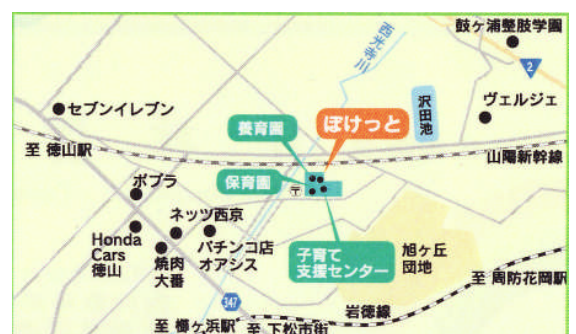 鼓ヶ浦整肢学園
2
西光寺川
沢田池
ヴェルジェ
セブンイレブン
養育園
ぽけっと
至 徳山駅
山陽新幹線
ポプラ
保育園
〒
ネッツ西京
Honda
Cars
徳山
焼肉
大番
パチンコ店
オアシス
子育て
支援センター
旭ヶ丘
団地
至 周防花岡駅
347
岩徳線
至 櫛ヶ浜駅
至 下松市街